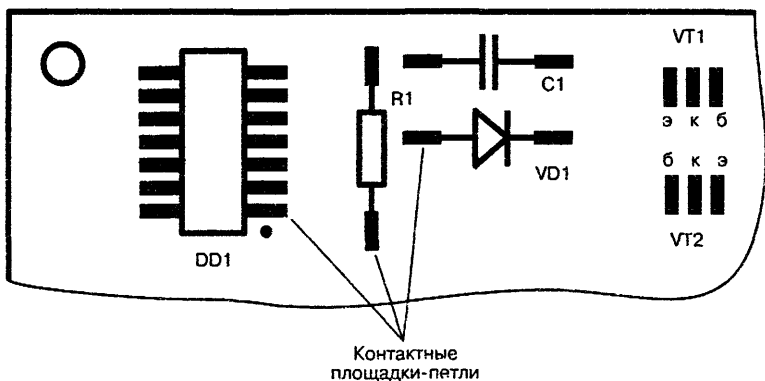 VT1
R1
C1
э к б
VD1
б к э
VT2
DD1
Контактные
площадки-петли